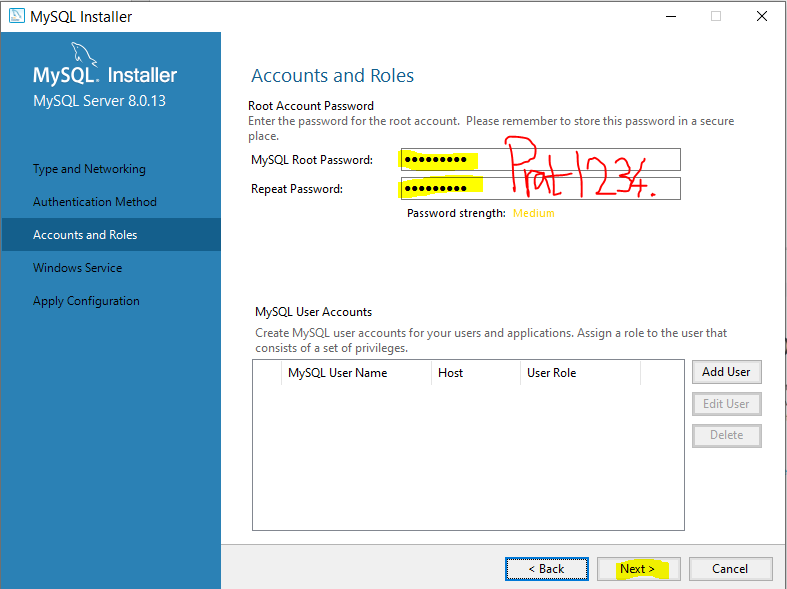 MySQL Installer
MySQL. Installer
MySQL Server 8.0.13
Type and Networking
Authentication Method
Accounts and Roles
Windows Service
Apply Configuration
Accounts and Roles
Root Account Password
Enter the password for the root account. Please remember to store this password in a secure
place.
MySQL Root Password: ●●●●●●●●● Prat1234.
Repeat Password: ●●●●●●●●●
Password strength: Medium
MySQL User Accounts
Create MySQL user accounts for your users and applications. Assign a role to the user that
consists of a set of privileges.
MySQL User Name Host User Role
Add User
Edit User
Delete
< Back Next > Cancel